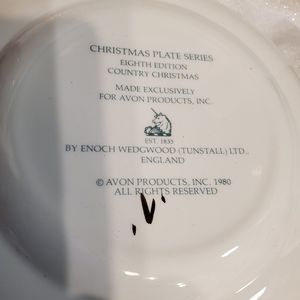 CHRISTMAS PLATE SERIES
EIGHTH EDITION
COUNTRY CHRISTMAS
MADE EXCLUSIVELY
FOR AVON PRODUCTS, INC.
EST. 1835
BY ENOCH WEDGWOOD (TUNSTALL) LTD.,
ENGLAND
© AVON PRODUCTS, INC. 1980
ALL RIGHTS RESERVED